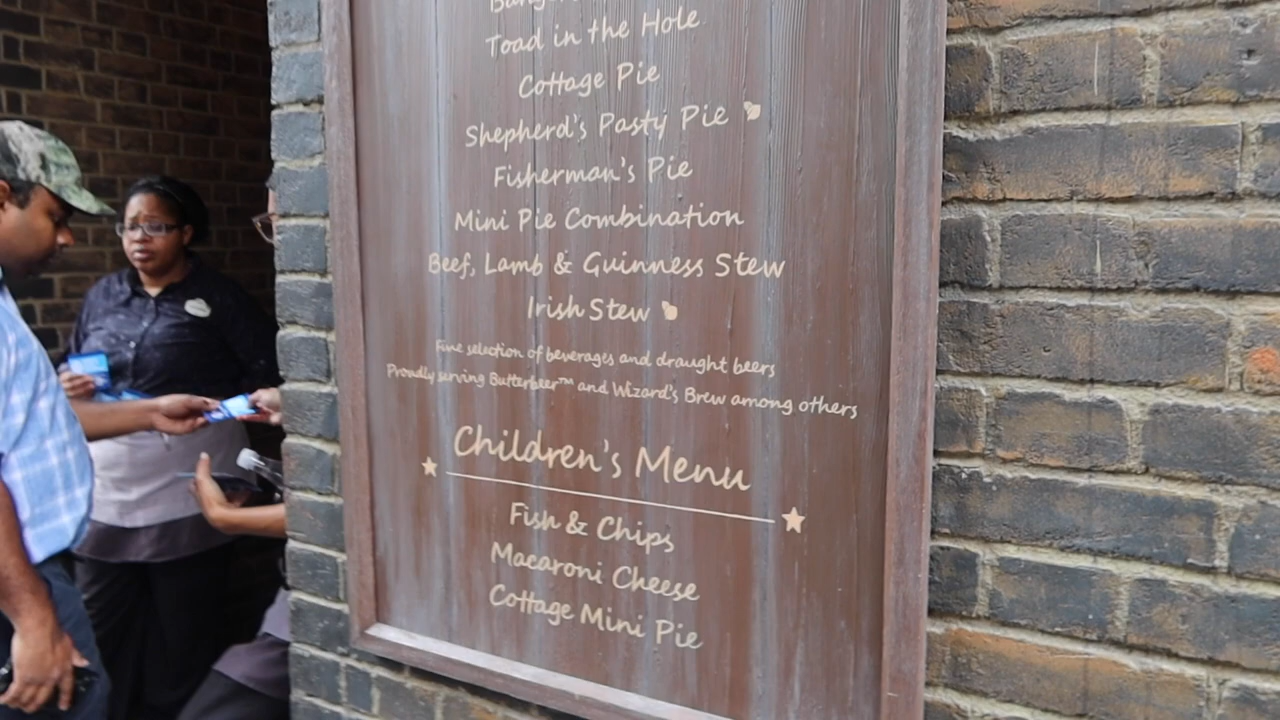 Toad in the Hole
Cottage Pie
Shepherd's Pasty Pie
Fisherman's Pie
Mini Pie Combination
Beef, Lamb & Guinness Stew
Irish Stew
Fine selection of beverages and draught beers
Proudly serving Butterbeer™ and Wizard's Brew among others
Children's Menu
Fish & Chips
Macaroni Cheese
Cottage Mini Pie